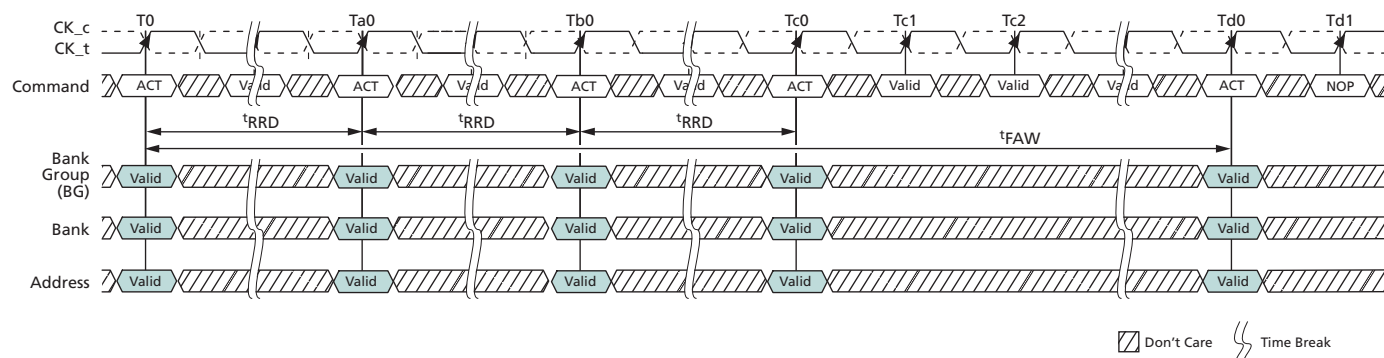 T0 Ta0 Tb0 Tc0 Tc1 Tc2 Td0 Td1
CK_c
CK_t
Command ACT Valid ACT Valid ACT Valid ACT Valid Valid Valid ACT NOP
tRRD tRRD tRRD
tFAW
Bank
Group
(BG)
Valid Valid Valid Valid Valid
Bank Valid Valid Valid Valid Valid
Address Valid Valid Valid Valid Valid
Don't Care Time Break